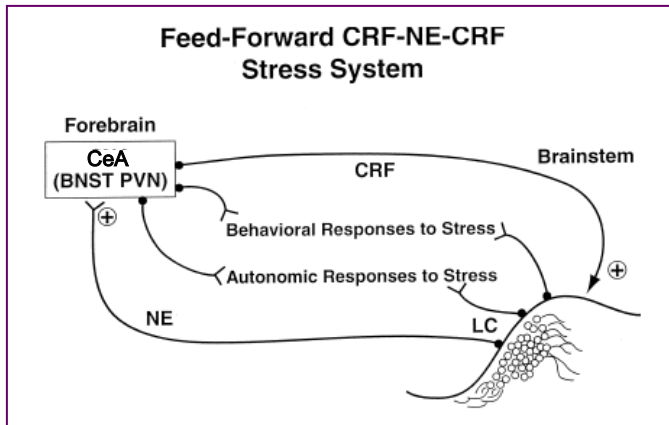 Feed-Forward CRF-NE-CRF
Stress System
Forebrain
CeA
(BNST PVN)
CRF
Brainstem
+
Behavioral Responses to Stress
Autonomic Responses to Stress
+
NE
LC